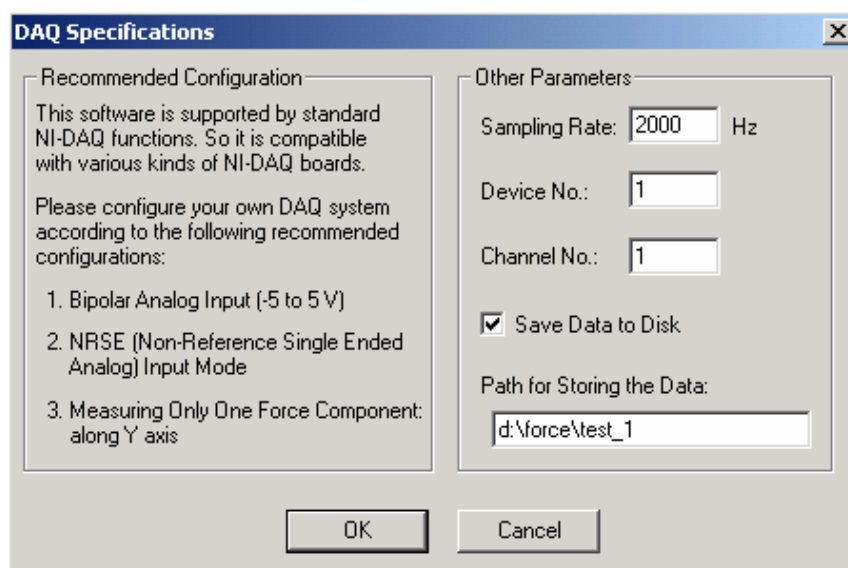 DAQ Specifications
Recommended Configuration
This software is supported by standard
NI-DAQ functions. So it is compatible
with various kinds of NI-DAQ boards.
Please configure your own DAQ system
according to the following recommended
configurations:
1. Bipolar Analog Input (-5 to 5 V)
2. NRSE (Non-Reference Single Ended
Analog) Input Mode
3. Measuring Only One Force Component:
along Y axis
Other Parameters
Sampling Rate: 2000 Hz
Device No.: 1
Channel No.: 1
Save Data to Disk
Path for Storing the Data:
d:\force\test_1
OK
Cancel